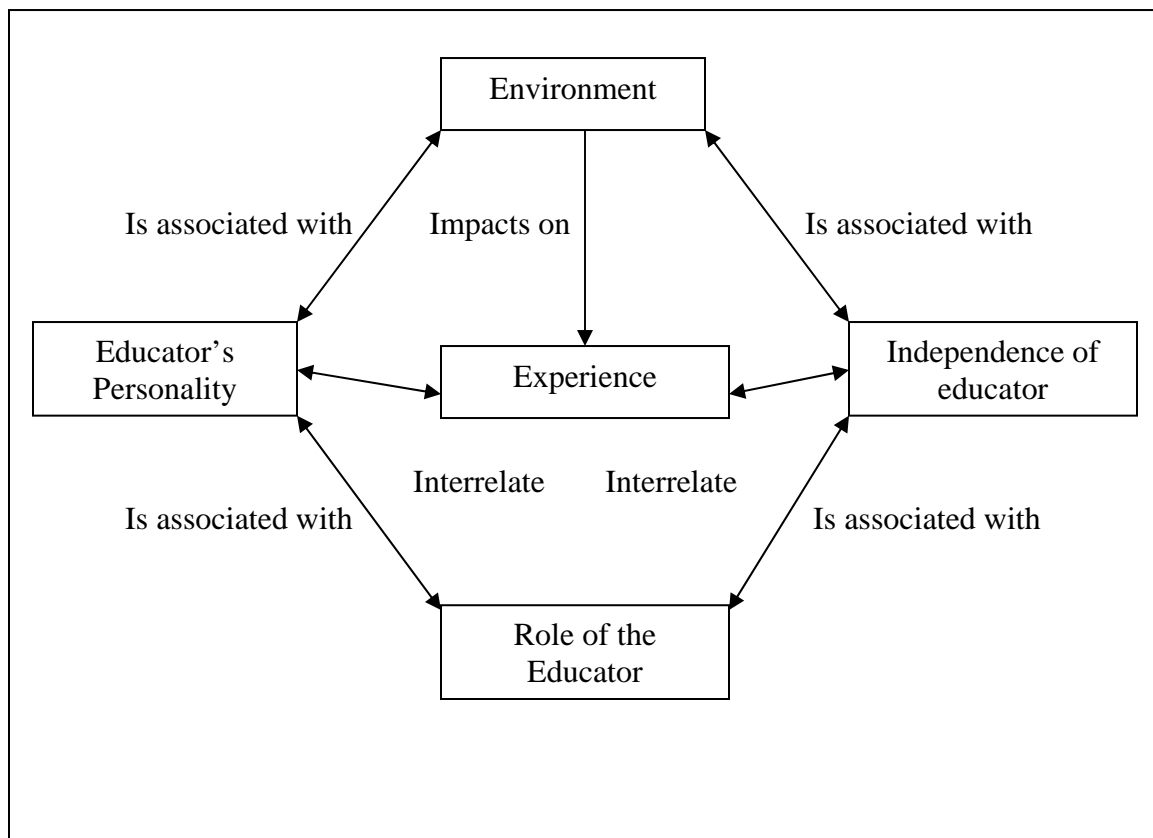 Environment
Is associated with
Impacts on
Is associated with
Educator’s
Personality
Experience
Independence of
educator
Interrelate
Interrelate
Is associated with
Is associated with
Role of the
Educator